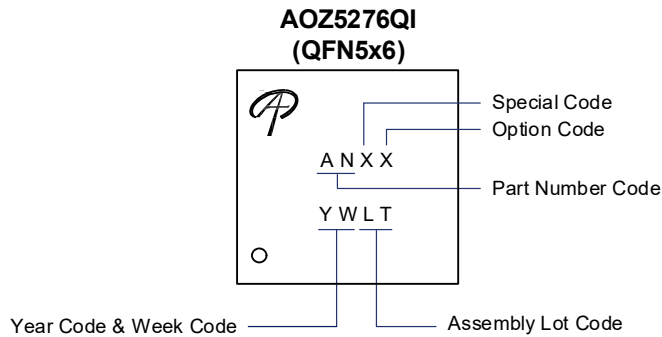 AOZ5276QI
(QFN5x6)
Special Code
Option Code
A N X X
Part Number Code
Y W L T
Year Code & Week Code
Assembly Lot Code